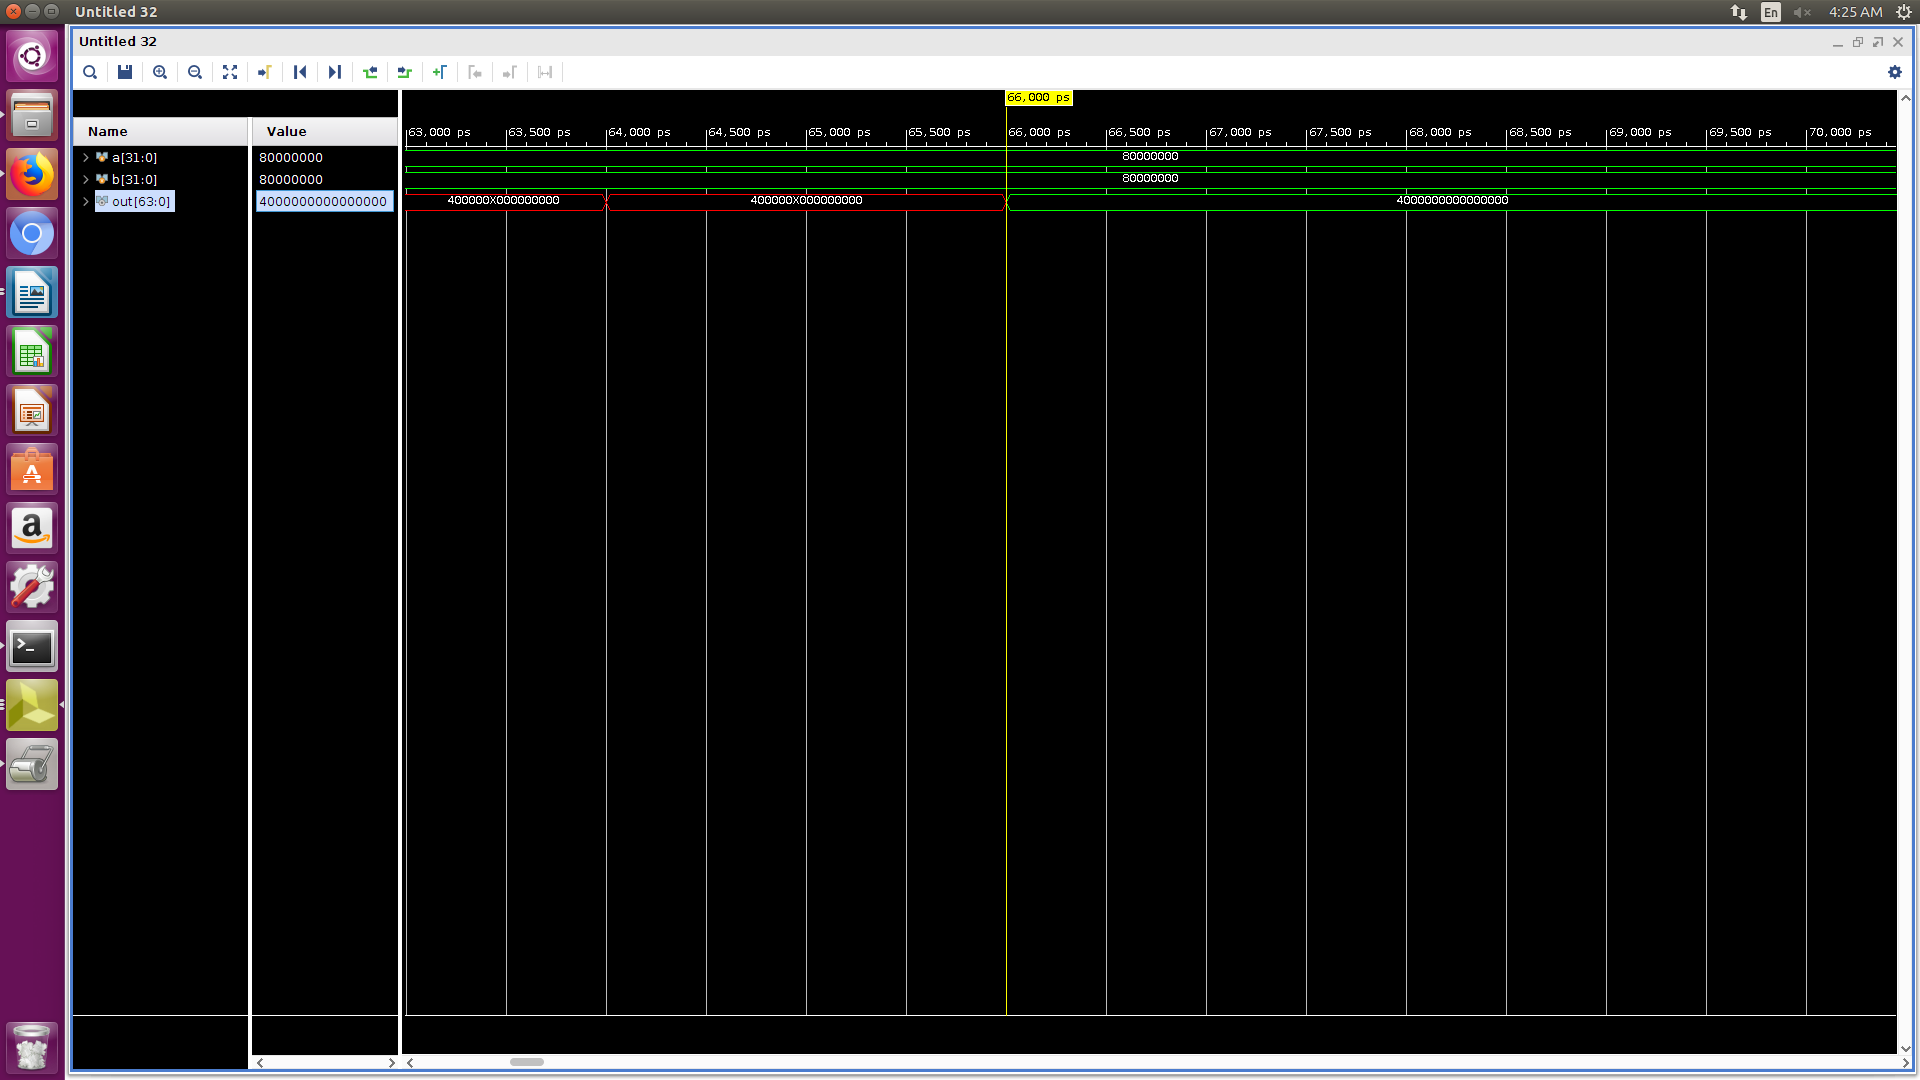 Untitled 32
En
4:25 AM
Untitled 32
66,000 ps
Name
Value
63,000 ps
63,500 ps
64,000 ps
64,500 ps
65,000 ps
65,500 ps
66,000 ps
66,500 ps
67,000 ps
67,500 ps
68,000 ps
68,500 ps
69,000 ps
69,500 ps
70,000 ps
a[31:0]
80000000
80000000
b[31:0]
80000000
80000000
out[63:0]
4000000000000000
400000X000000000
400000X000000000
4000000000000000